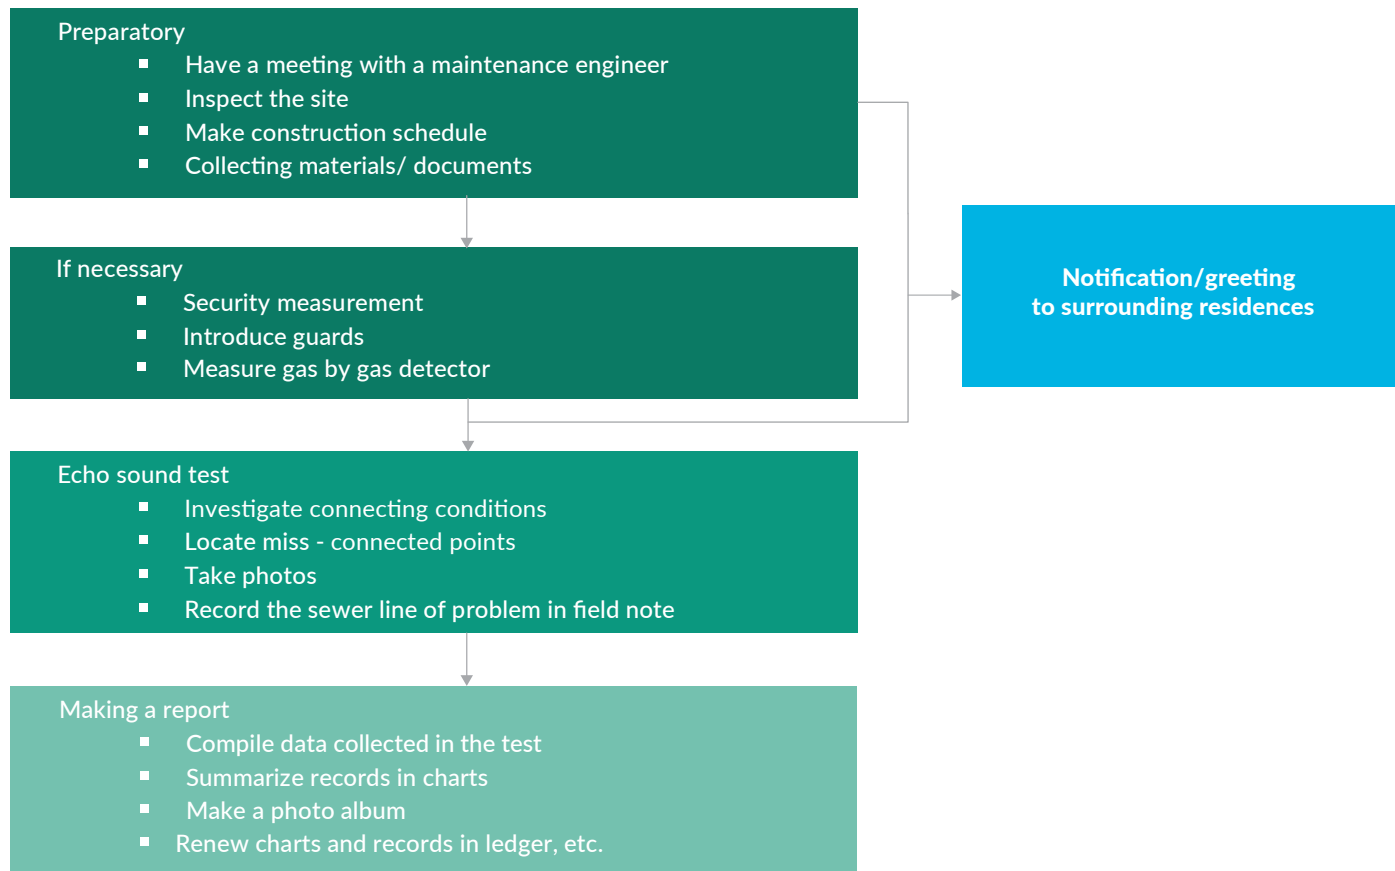 Preparatory
Have a meeting with a maintenance engineer
Inspect the site
Make construction schedule
Collecting materials/ documents
If necessary
Security measurement
Introduce guards
Measure gas by gas detector
Notification/greeting
to surrounding residences
Echo sound test
Investigate connecting conditions
Locate miss - connected points
Take photos
Record the sewer line of problem in field note
Making a report
Compile data collected in the test
Summarize records in charts
Make a photo album
Renew charts and records in ledger, etc.